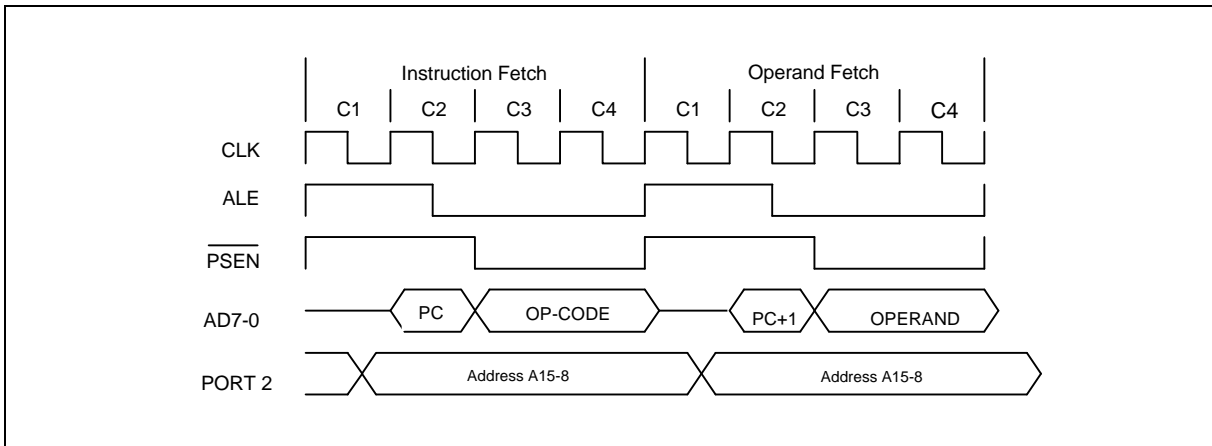 Instruction Fetch Operand Fetch
C1 C2 C3 C4 C1 C2 C3 C4
CLK
ALE
PSEN
AD7-0 PC OP-CODE PC+1 OPERAND
PORT 2 Address A15-8 Address A15-8